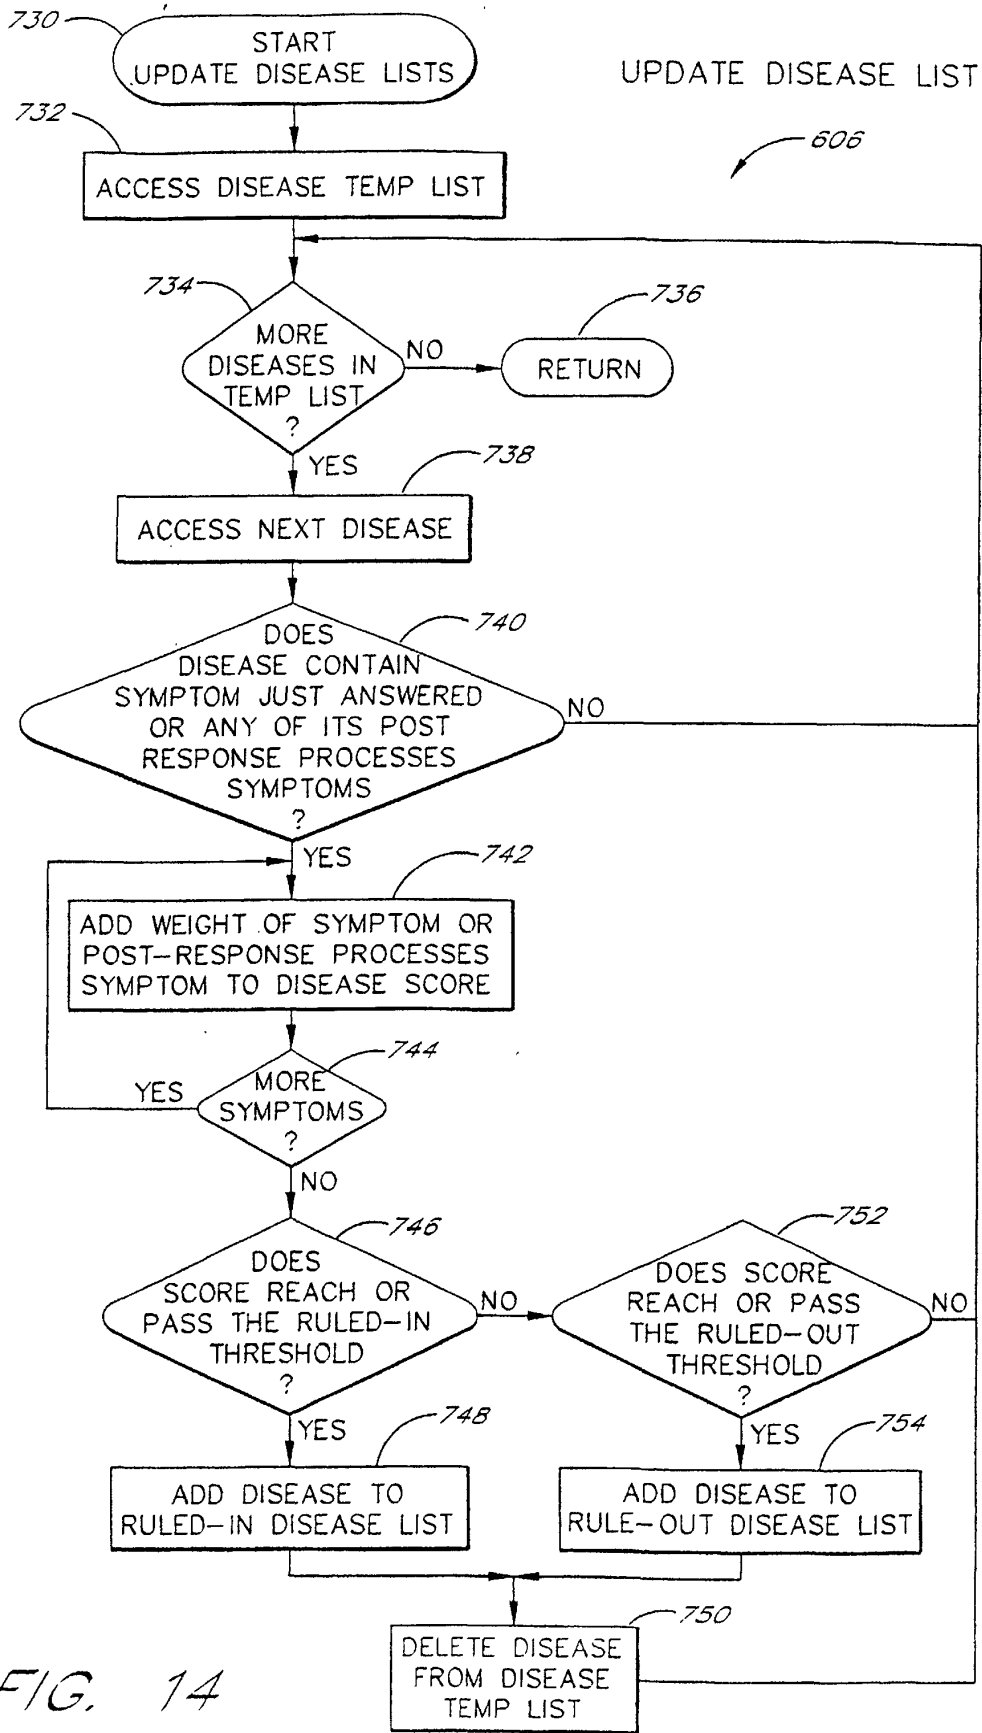 730
START
UPDATE DISEASE LISTS
UPDATE DISEASE LIST
606
732
ACCESS DISEASE TEMP LIST
734
MORE
DISEASES IN
TEMP LIST
?
NO
736
RETURN
YES
738
ACCESS NEXT DISEASE
740
DOES
DISEASE CONTAIN
SYMPTOM JUST ANSWERED
OR ANY OF ITS POST
RESPONSE PROCESSES
SYMPTOMS
?
NO
YES
742
ADD WEIGHT OF SYMPTOM OR
POST-RESPONSE PROCESSES
SYMPTOM TO DISEASE SCORE
744
MORE
SYMPTOMS
?
YES
NO
746
DOES
SCORE REACH OR
PASS THE RULED-IN
THRESHOLD
?
NO
752
DOES SCORE
REACH OR PASS
THE RULED-OUT
THRESHOLD
?
NO
YES
748
ADD DISEASE TO
RULED-IN DISEASE LIST
YES
754
ADD DISEASE TO
RULE-OUT DISEASE LIST
750
DELETE DISEASE
FROM DISEASE
TEMP LIST
FIG. 14